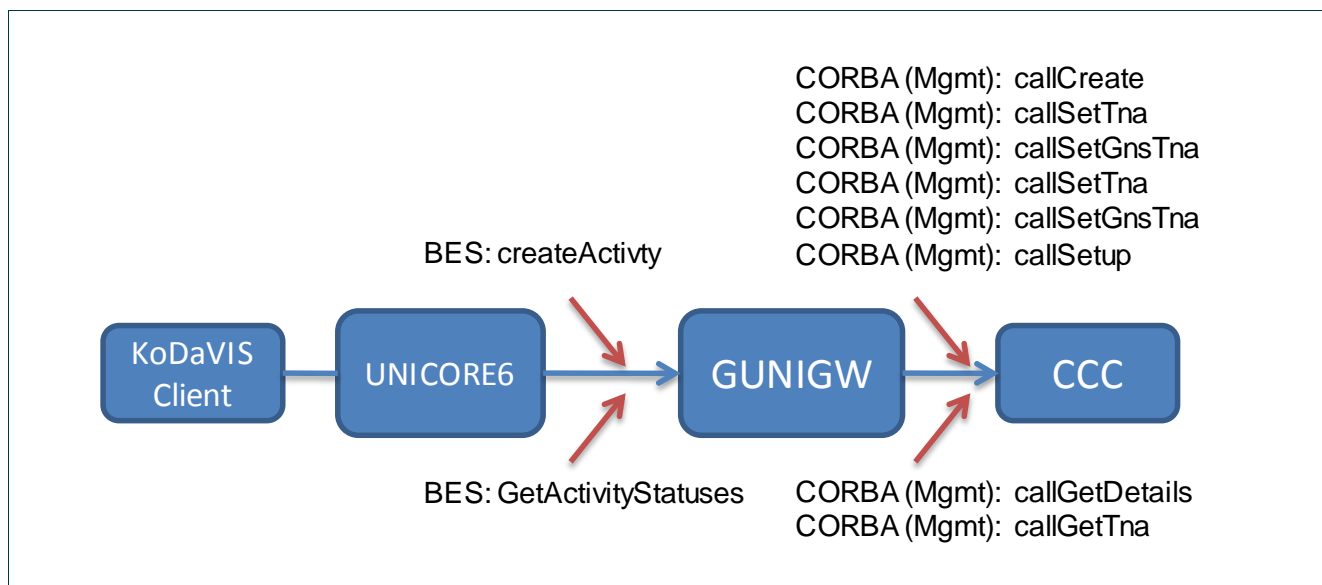 CORBA (Mgmt): callCreate
CORBA (Mgmt): callSetTna
CORBA (Mgmt): callSetGnsTna
CORBA (Mgmt): callSetTna
CORBA (Mgmt): callSetGnsTna
CORBA (Mgmt): callSetup
BES: createActivty
KoDaVIS
Client
UNICORE6
GUNIGW
CCC
BES: GetActivityStatuses
CORBA (Mgmt): callGetDetails
CORBA (Mgmt): callGetTna